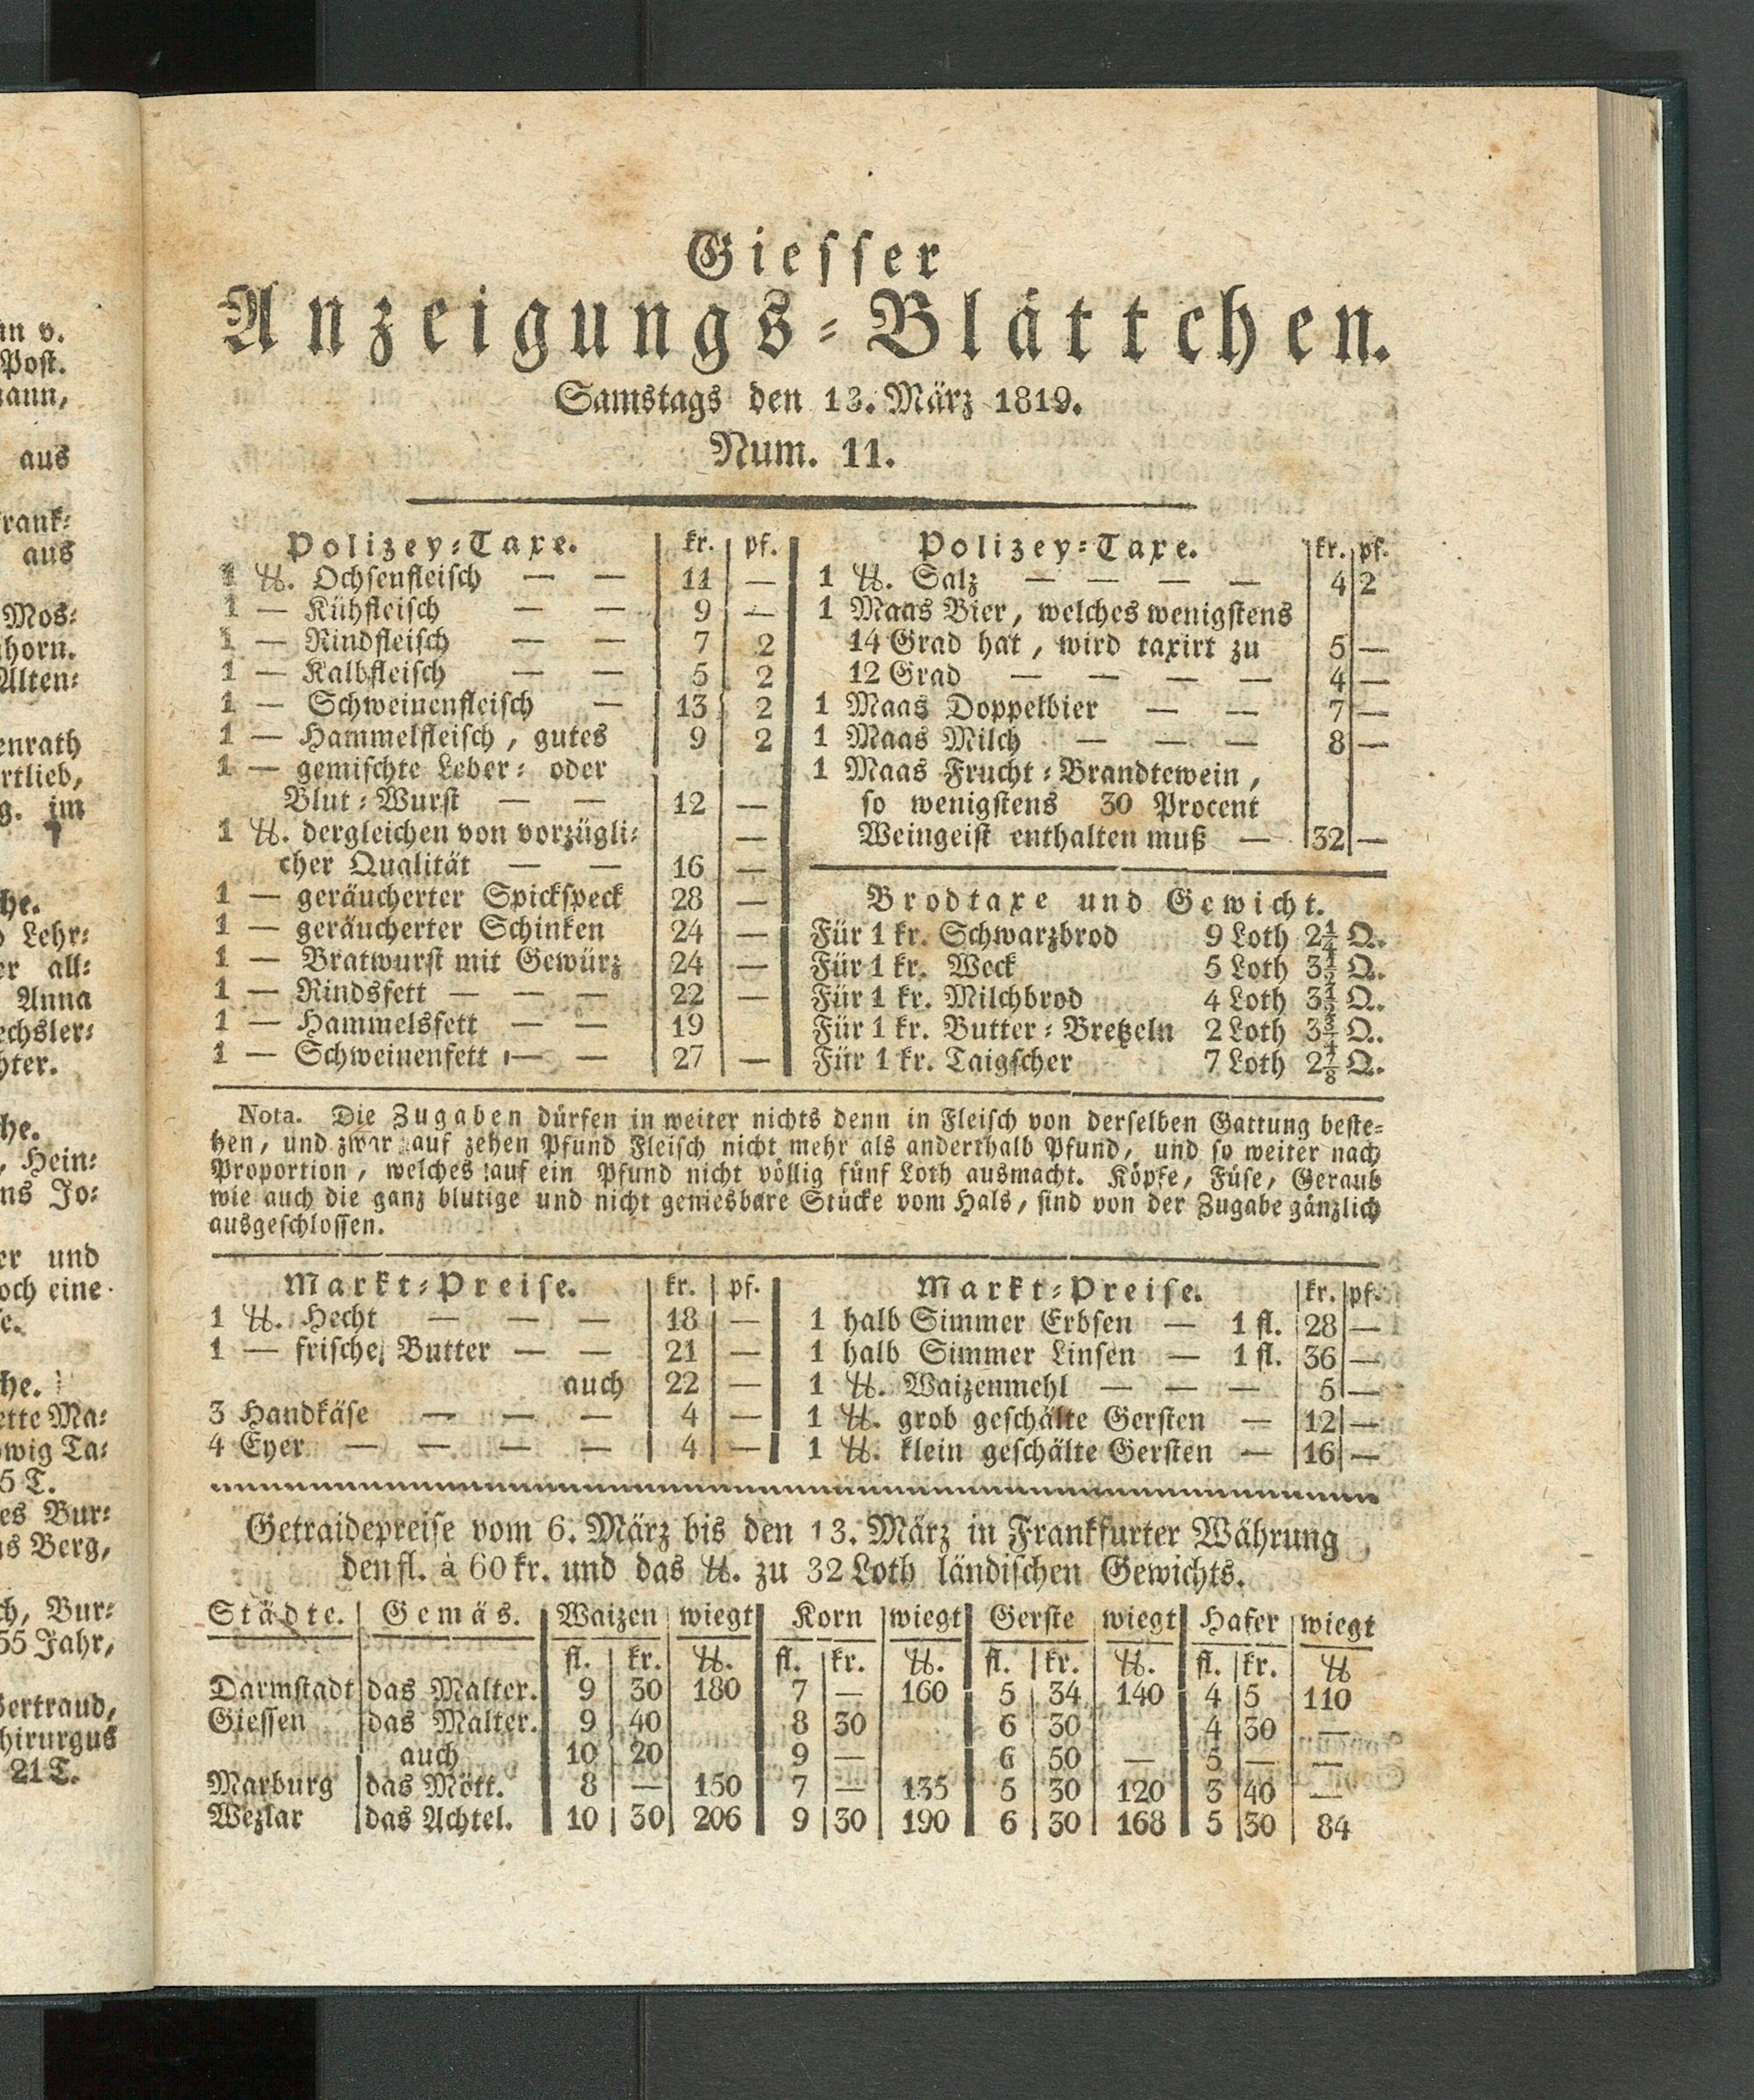 Giesser
Anzeigungs-Blättchen.
Samstags den 13. März 1819.
Num. 11.
Polizey-Taxe. kr. pf.
1 ℔. Ochsenfleisch — — 11 —
1 — Kühfleisch — — 9 —
1 — Rindfleisch — — 7 2
1 — Kalbfleisch — — 5 2
1 — Schweinenfleisch — 13 2
1 — Hammelfleisch, gutes 9 2
1 — gemischte Leber- oder
Blut-Wurst — — 12 —
1 ℔. dergleichen von vorzügli- —
cher Qualität — — 16 —
1 — geräucherter Spickspeck 28 —
1 — geräucherter Schinken 24 —
1 — Bratwurst mit Gewürz 24 —
1 — Rindsfett — — — 22 —
1 — Hammelsfett — — 19
1 — Schweinenfett — — 27 —
Polizey-Taxe. kr. pf.
1 ℔. Salz — — — — 4 2
1 Maas Bier, welches wenigstens
14 Grad hat, wird taxirt zu 5 —
12 Grad — — — — 4 —
1 Maas Doppelbier — — 7 —
1 Maas Milch — — — 8 —
1 Maas Frucht-Brandtewein,
so wenigstens 30 Procent
Weingeist enthalten muß — 32 —
Brodtaxe und Gewicht.
Für 1 kr. Schwarzbrod 9 Loth 2¼ Q.
Für 1 kr. Weck 5 Loth Q.
Für 1 kr. Milchbrod 4 Loth Q.
Für 1 kr. Butter-Bretzeln 2 Loth 3¾ Q.
Für 1 kr. Taigscher 7 Loth 2⅞ Q.
Nota. Die Zugaben dürfen in weiter nichts denn in Fleisch von derselben Gattung beste-
hen, und zwar auf zehen Pfund Fleisch nicht mehr als anderthalb Pfund, und so weiter nach
Proportion, welches auf ein Pfund nicht völlig fünf Loth ausmacht. Köpfe, Füse, Geraub
wie auch die ganz blutige und nicht geniesbare Stücke vom Hals, sind von der Zugabe gänzlich
ausgeschlossen.
Markt-Preise. kr. pf.
1 ℔. Hecht — — — 18 —
1 — frische Butter — — 21 —
auch 22 —
3 Handkäse — — — 4 —
4 Eyer — — — — 4 —
Markt-Preise. kr. pf.
1 halb Simmer Erbsen — 1 fl. 28 —
1 halb Simmer Linsen — 1 fl. 36 —
1 ℔. Waizenmehl — — — 5 —
1 ℔. grob geschälte Gersten — 12 —
1 ℔. klein geschälte Gersten — 16 —
Getraidepreise vom 6. März bis den 13. März in Frankfurter Währung
den fl. à 60 kr. und das ℔. zu 32 Loth ländischen Gewichts.
Städte. Gemäs. Waizen wiegt Korn wiegt Gerste wiegt Hafer wiegt
fl. kr. ℔. fl. kr. ℔. fl. kr. ℔. fl. kr. ℔
Darmstadt das Malter. 9 30 180 7 — 160 5 34 140 4 5 110
Giessen das Malter. 9 40 8 30 6 30 4 30 —
auch 10 20 9 — 6 50 — 5 — —
Marburg das Mött. 8 — 150 7 — 135 5 30 120 3 40 —
Wezlar das Achtel. 10 30 206 9 30 190 6 30 168 5 30 84